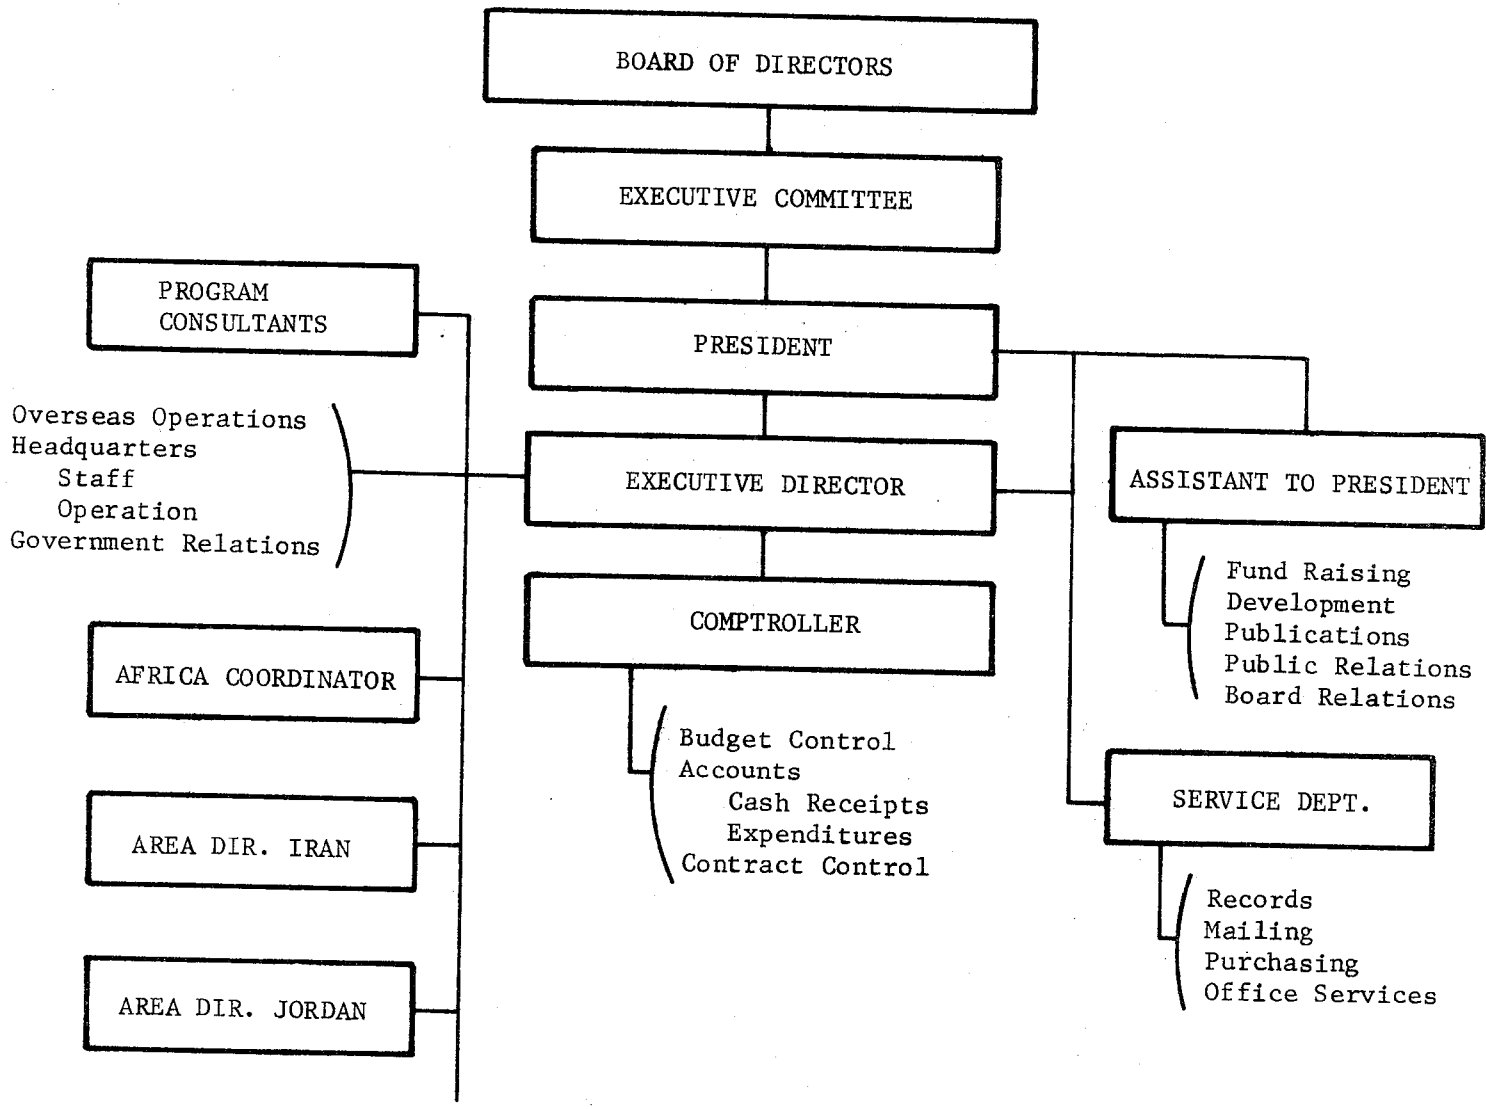 BOARD OF DIRECTORS
EXECUTIVE COMMITTEE
PROGRAM
CONSULTANTS
PRESIDENT
Overseas Operations
Headquarters
Staff
Operation
Government Relations
EXECUTIVE DIRECTOR
ASSISTANT TO PRESIDENT
Fund Raising
Development
Publications
Public Relations
Board Relations
COMPTROLLER
AFRICA COORDINATOR
Budget Control
Accounts
Cash Receipts
Expenditures
Contract Control
SERVICE DEPT.
AREA DIR. IRAN
Records
Mailing
Purchasing
Office Services
AREA DIR. JORDAN